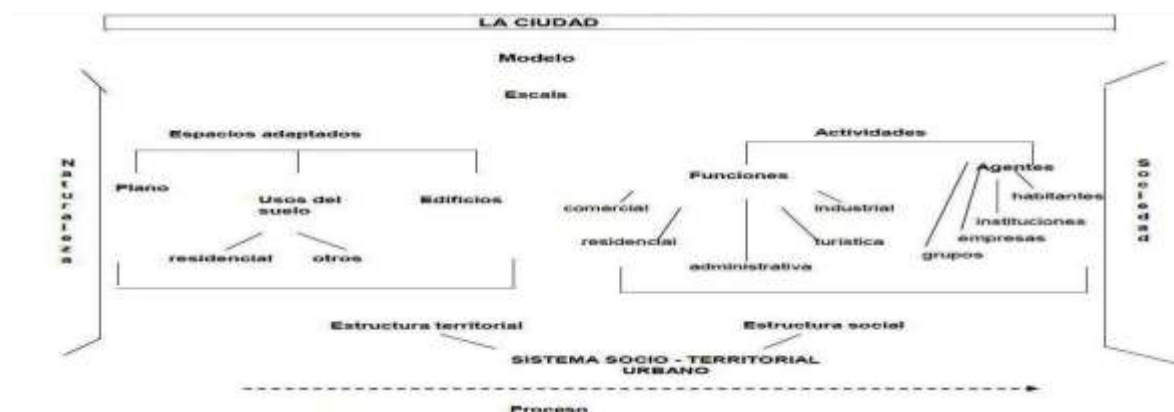 LA CIUDAD
Modelo
Escala
Espacios adaptados
Actividades
Naturaleza
Sociedad
Plano
Usos del
suelo
Edificios
residencial
otros
Funciones
Agentes
comercial
residencial
administrativa
turística
industrial
grupos
empresas
instituciones
habitantes
Estructura territorial
Estructura social
SISTEMA SOCIO - TERRITORIAL
URBANO
Proceso